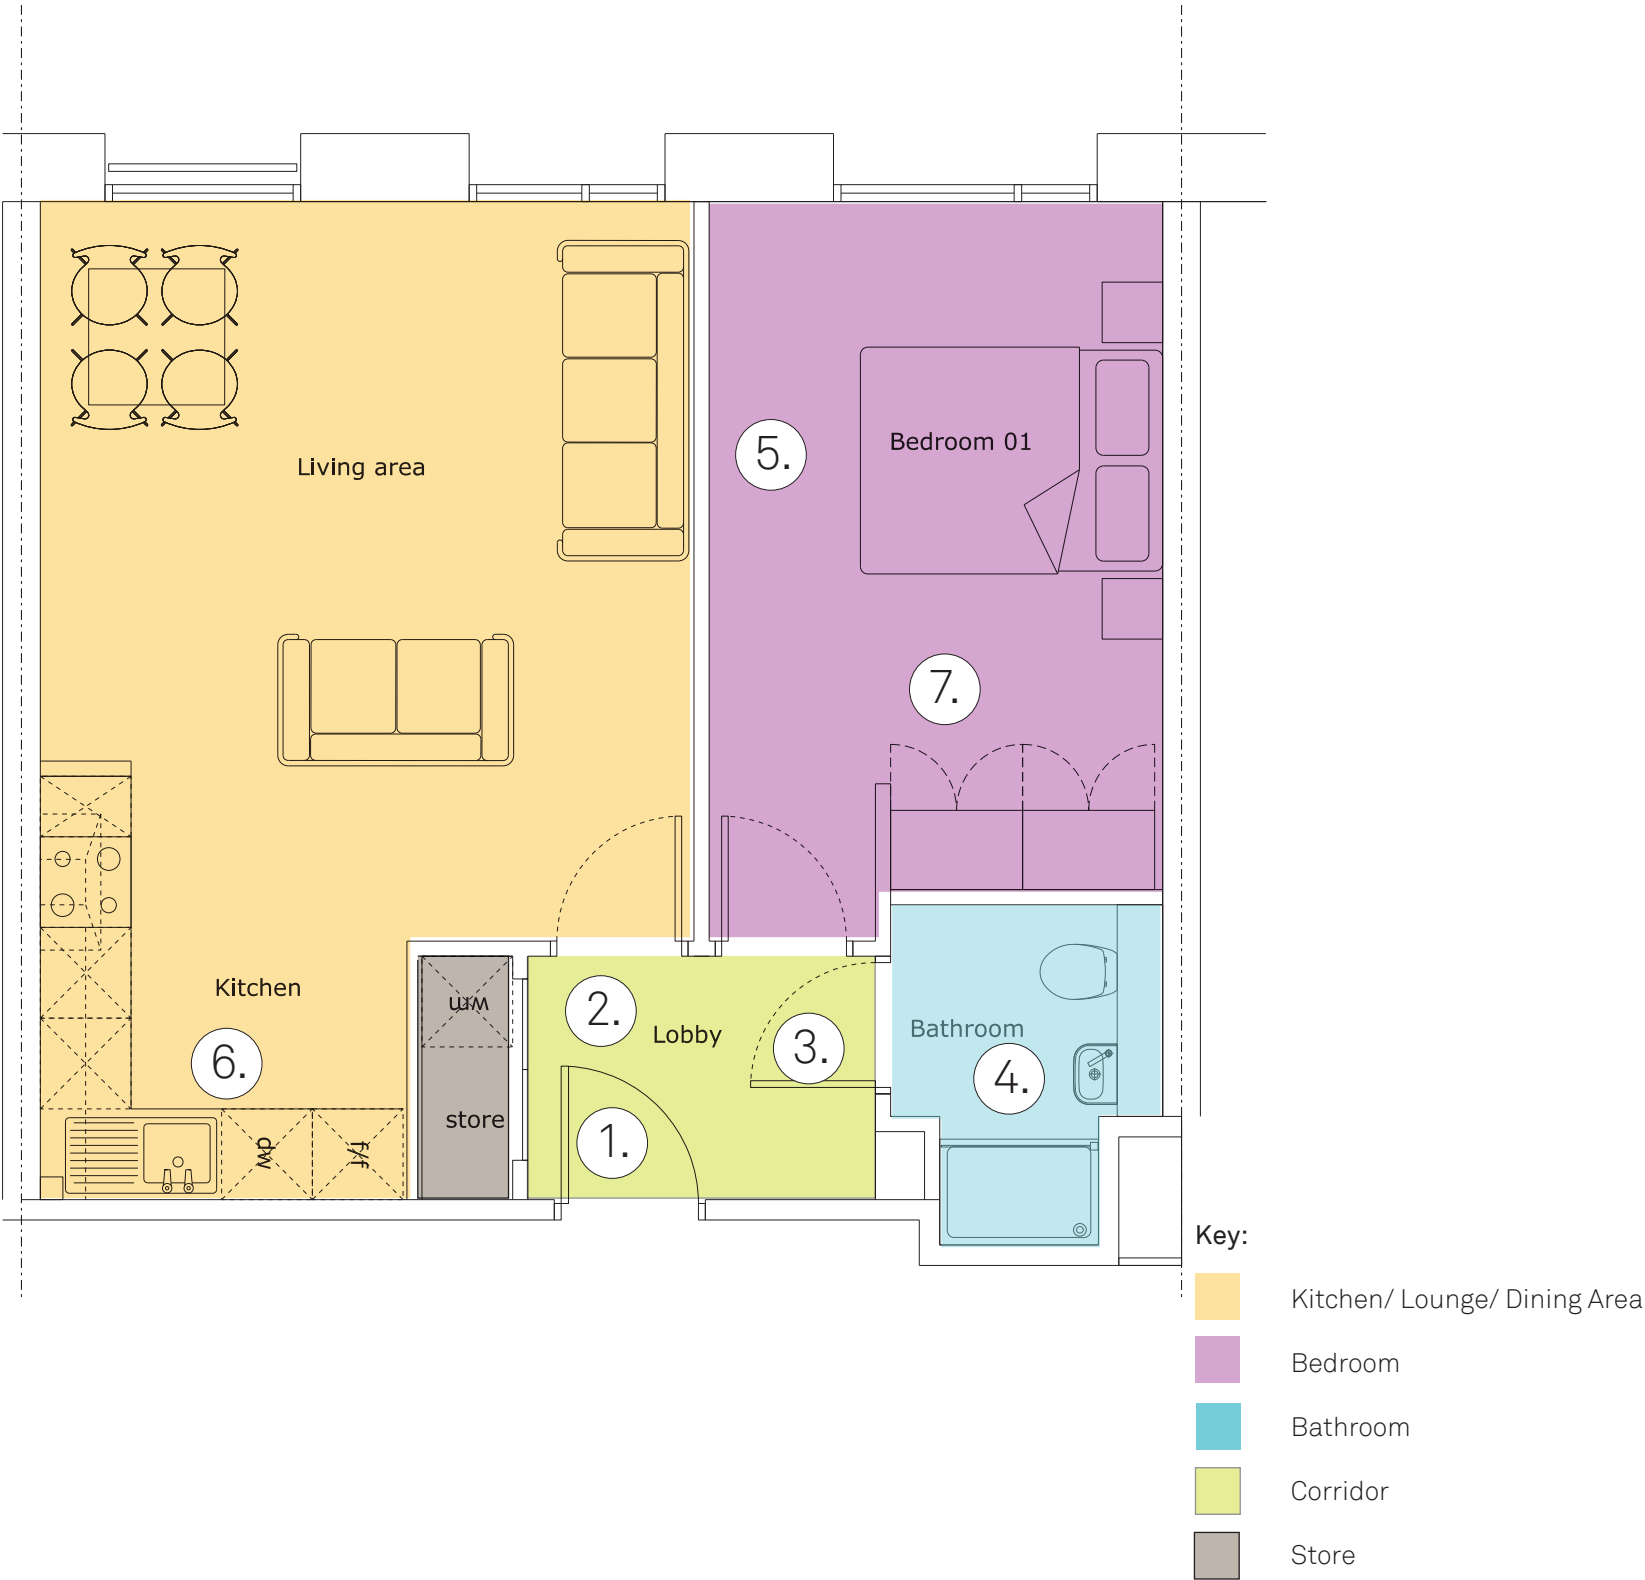 Living area
5.
Bedroom 01
7.
Kitchen
wm
2.
Lobby
3.
Bathroom
6.
4.
store
1.
dw
f/f
Key:
Kitchen/ Lounge/ Dining Area
Bedroom
Bathroom
Corridor
Store